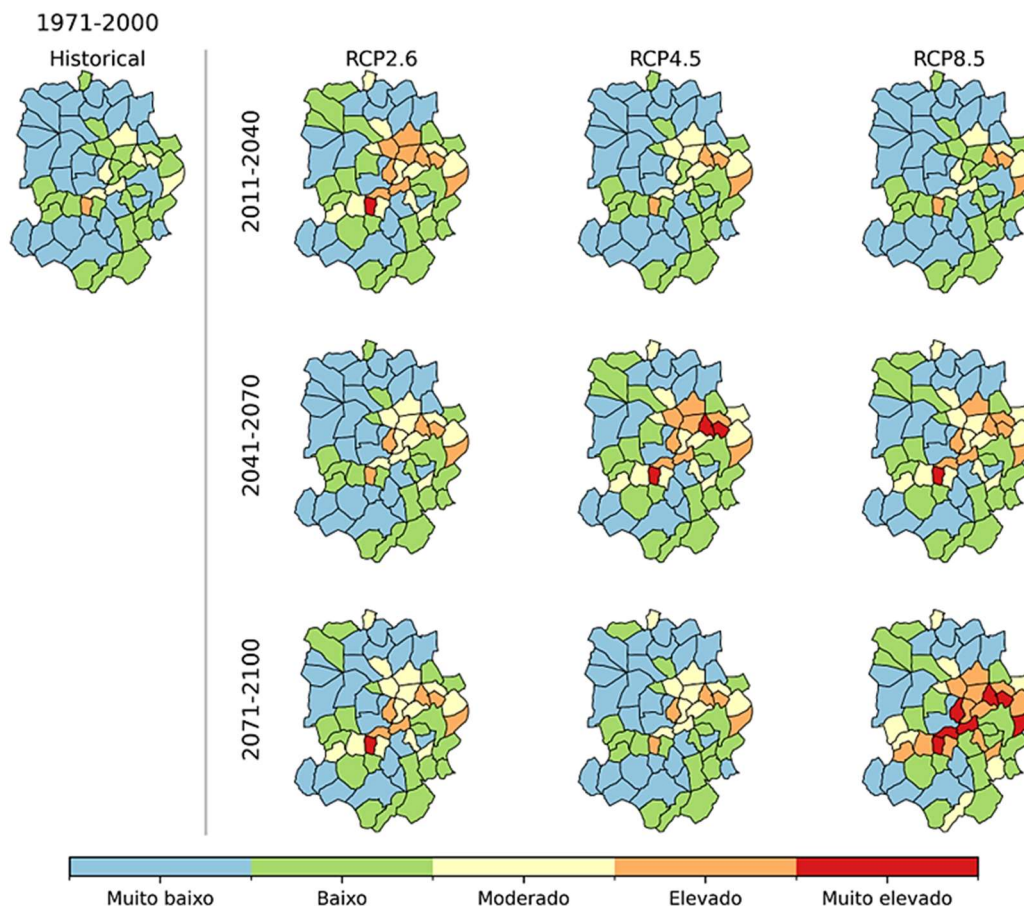 1971-2000
Historical
RCP2.6
RCP4.5
RCP8.5
2011-2040
2041-2070
2071-2100
Muito baixo
Baixo
Moderado
Elevado
Muito elevado